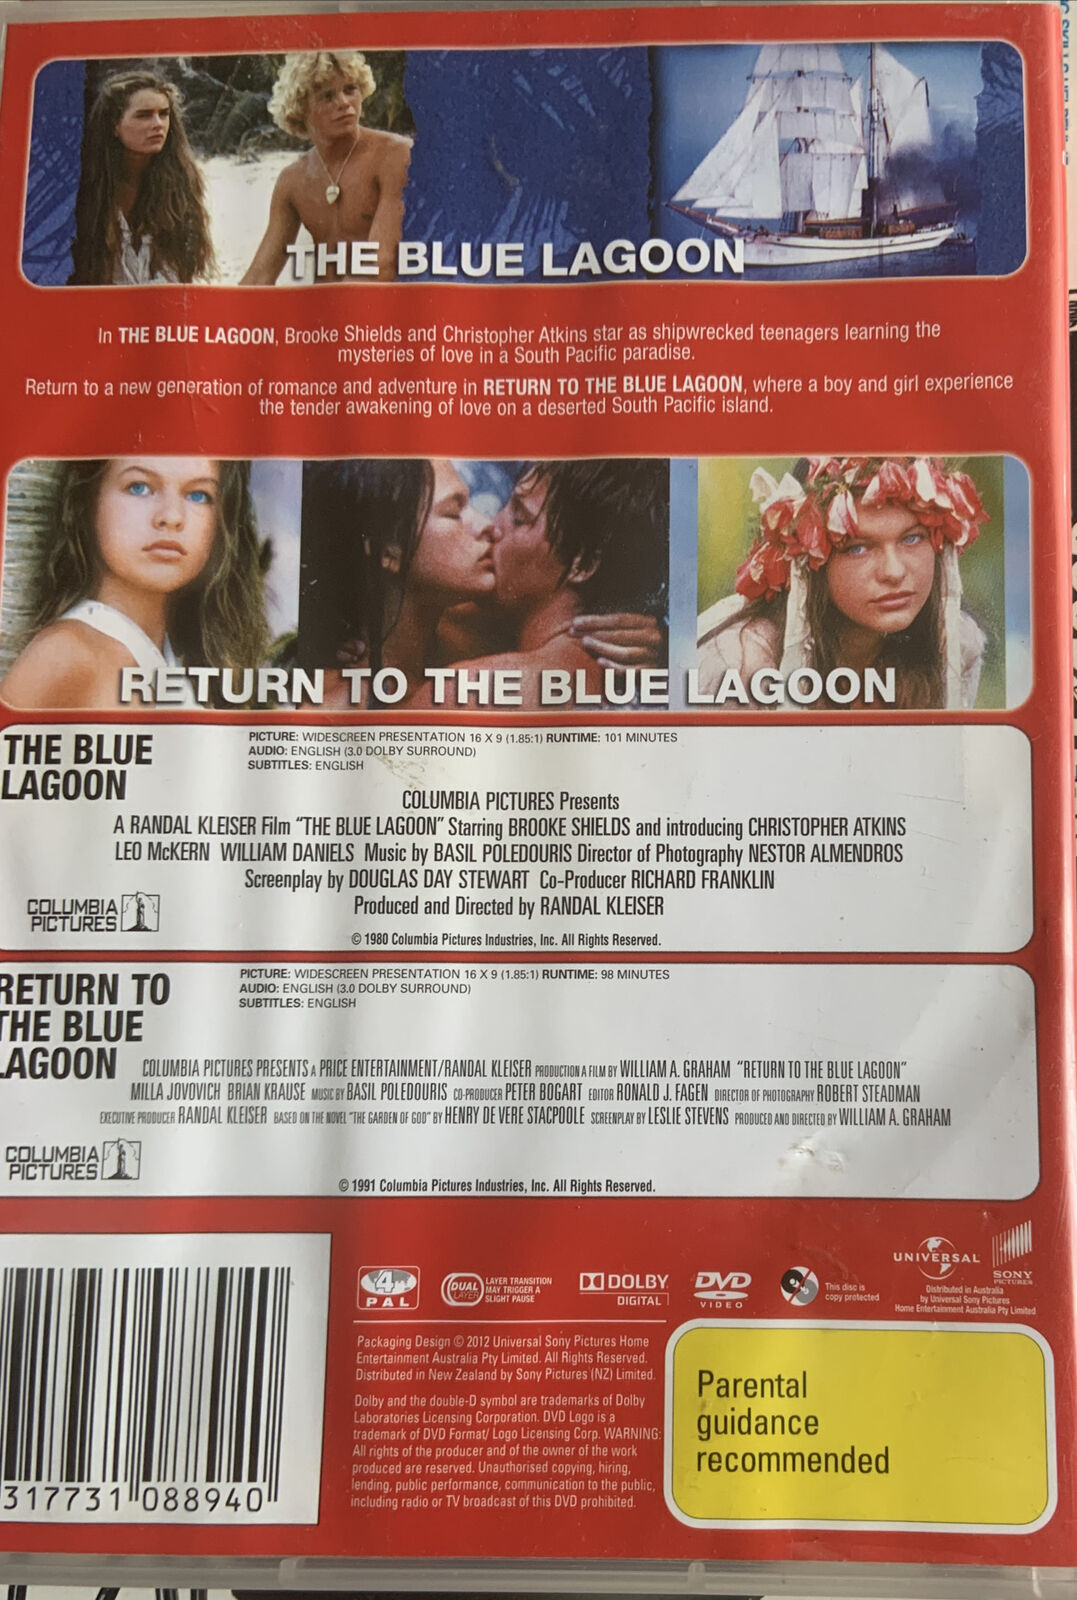 THE BLUE LAGOON
In THE BLUE LAGOON, Brooke Shields and Christopher Atkins star as shipwrecked teenagers learning the
mysteries of love in a South Pacific paradise.
Return to a new generation of romance and adventure in RETURN TO THE BLUE LAGOON, where a boy and girl experience
the tender awakening of love on a deserted South Pacific island.
RETURN TO THE BLUE LAGOON
THE BLUE
LAGOON
PICTURE: WIDESCREEN PRESENTATION 16 X 9 (1.85:1) RUNTIME: 101 MINUTES
AUDIO: ENGLISH (3.0 DOLBY SURROUND)
SUBTITLES: ENGLISH
COLUMBIA PICTURES Presents
A RANDAL KLEISER Film "THE BLUE LAGOON" Starring BROOKE SHIELDS and introducing CHRISTOPHER ATKINS
LEO McKERN WILLIAM DANIELS Music by BASIL POLEDOURIS Director of Photography NESTOR ALMENDROS
Screenplay by DOUGLAS DAY STEWART Co-Producer RICHARD FRANKLIN
Produced and Directed by RANDAL KLEISER
COLUMBIA
PICTURES
© 1980 Columbia Pictures Industries, Inc. All Rights Reserved.
RETURN TO
THE BLUE
LAGOON
PICTURE: WIDESCREEN PRESENTATION 16 X 9 (1.85:1) RUNTIME: 98 MINUTES
AUDIO: ENGLISH (3.0 DOLBY SURROUND)
SUBTITLES: ENGLISH
COLUMBIA PICTURES PRESENTS A PRICE ENTERTAINMENT/RANDAL KLEISER PRODUCTION A FILM BY WILLIAM A. GRAHAM "RETURN TO THE BLUE LAGOON"
MILLA JOVOVICH BRIAN KRAUSE MUSIC BY BASIL POLEDOURIS CO-PRODUCER PETER BOGART EDITOR RONALD J. FAGEN DIRECTOR OF PHOTOGRAPHY ROBERT STEADMAN
EXECUTIVE PRODUCER RANDAL KLEISER BASED ON THE NOVEL "THE GARDEN OF GOD" BY HENRY DE VERE STACPOOLE SCREENPLAY BY LESLIE STEVENS PRODUCED AND DIRECTED BY WILLIAM A. GRAHAM
COLUMBIA
PICTURES
© 1991 Columbia Pictures Industries, Inc. All Rights Reserved.
317731 088940
4
PAL
DUAL
LAYER
LAYER TRANSITION
MAY TRIGGER A
SLIGHT PAUSE
DOLBY
DIGITAL
DVD
VIDEO
This disc is
copy protected
UNIVERSAL
SONY
PICTURES
Distributed in Australia
by Universal Sony Pictures
Home Entertainment Australia Pty Limited
Packaging Design © 2012 Universal Sony Pictures Home
Entertainment Australia Pty Limited. All Rights Reserved.
Distributed in New Zealand by Sony Pictures (NZ) Limited.
Dolby and the double-D symbol are trademarks of Dolby
Laboratories Licensing Corporation. DVD Logo is a
trademark of DVD Format/ Logo Licensing Corp. WARNING:
All rights of the producer and of the owner of the work
produced are reserved. Unauthorised copying, hiring,
lending, public performance, communication to the public,
including radio or TV broadcast of this DVD prohibited.
Parental
guidance
recommended